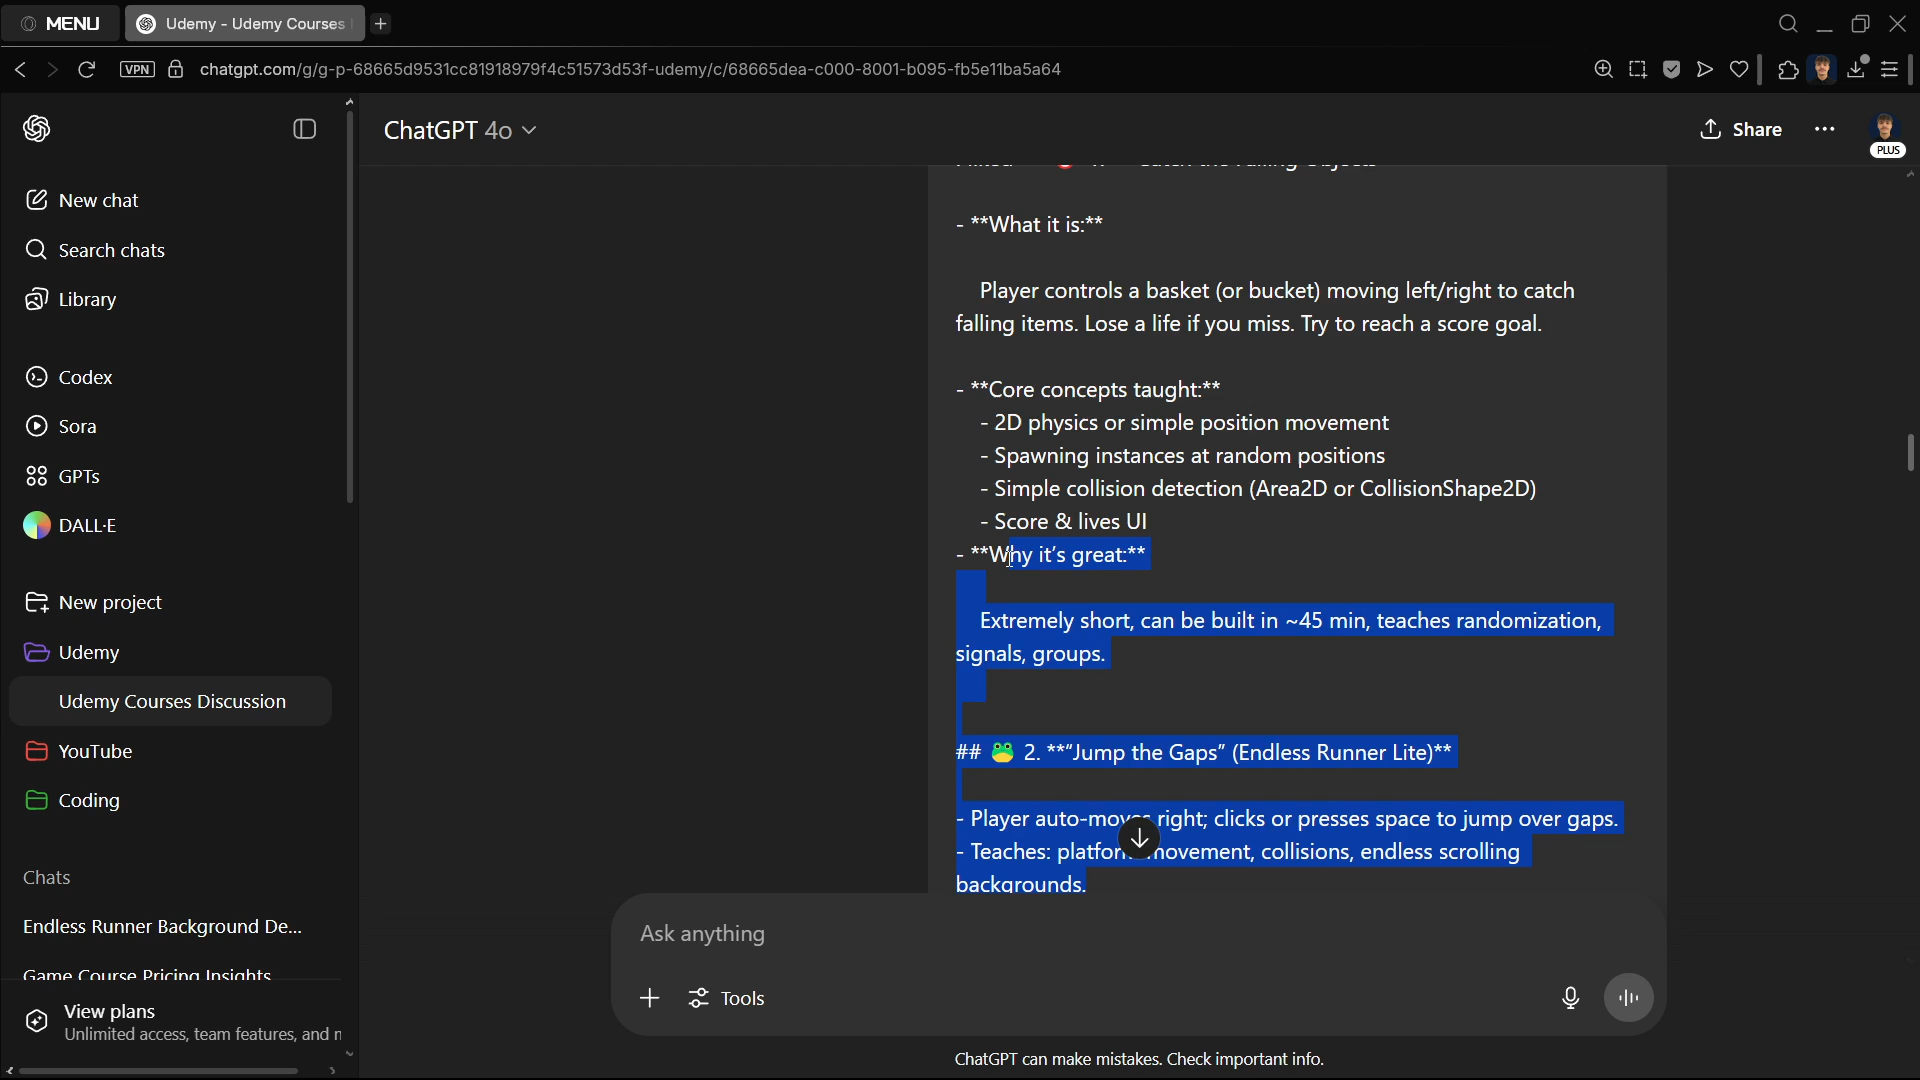 MENU
Udemy - Udemy Courses
VPN
chatgpt.com/g/g-p-68665d9531cc81918979f4c51573d53f-udemy/c/68665dea-c000-8001-b095-fb5e11ba5a64
ChatGPT 4o
Share
PLUS
New chat
Search chats
Library
Codex
Sora
GPTs
DALL·E
New project
Udemy
Udemy Courses Discussion
YouTube
Coding
Chats
Endless Runner Background De...
Game Course Pricing Insights
View plans
Unlimited access, team features, and
- **What it is:**
Player controls a basket (or bucket) moving left/right to catch
falling items. Lose a life if you miss. Try to reach a score goal.
- **Core concepts taught:**
- 2D physics or simple position movement
- Spawning instances at random positions
- Simple collision detection (Area2D or CollisionShape2D)
- Score & lives UI
- **Why it’s great:**
Extremely short, can be built in ~45 min, teaches randomization,
signals, groups.
## 🐸 2. **“Jump the Gaps” (Endless Runner Lite)**
- Player auto-moves right; clicks or presses space to jump over gaps.
- Teaches: platform movement, collisions, endless scrolling
backgrounds.
Ask anything
Tools
ChatGPT can make mistakes. Check important info.